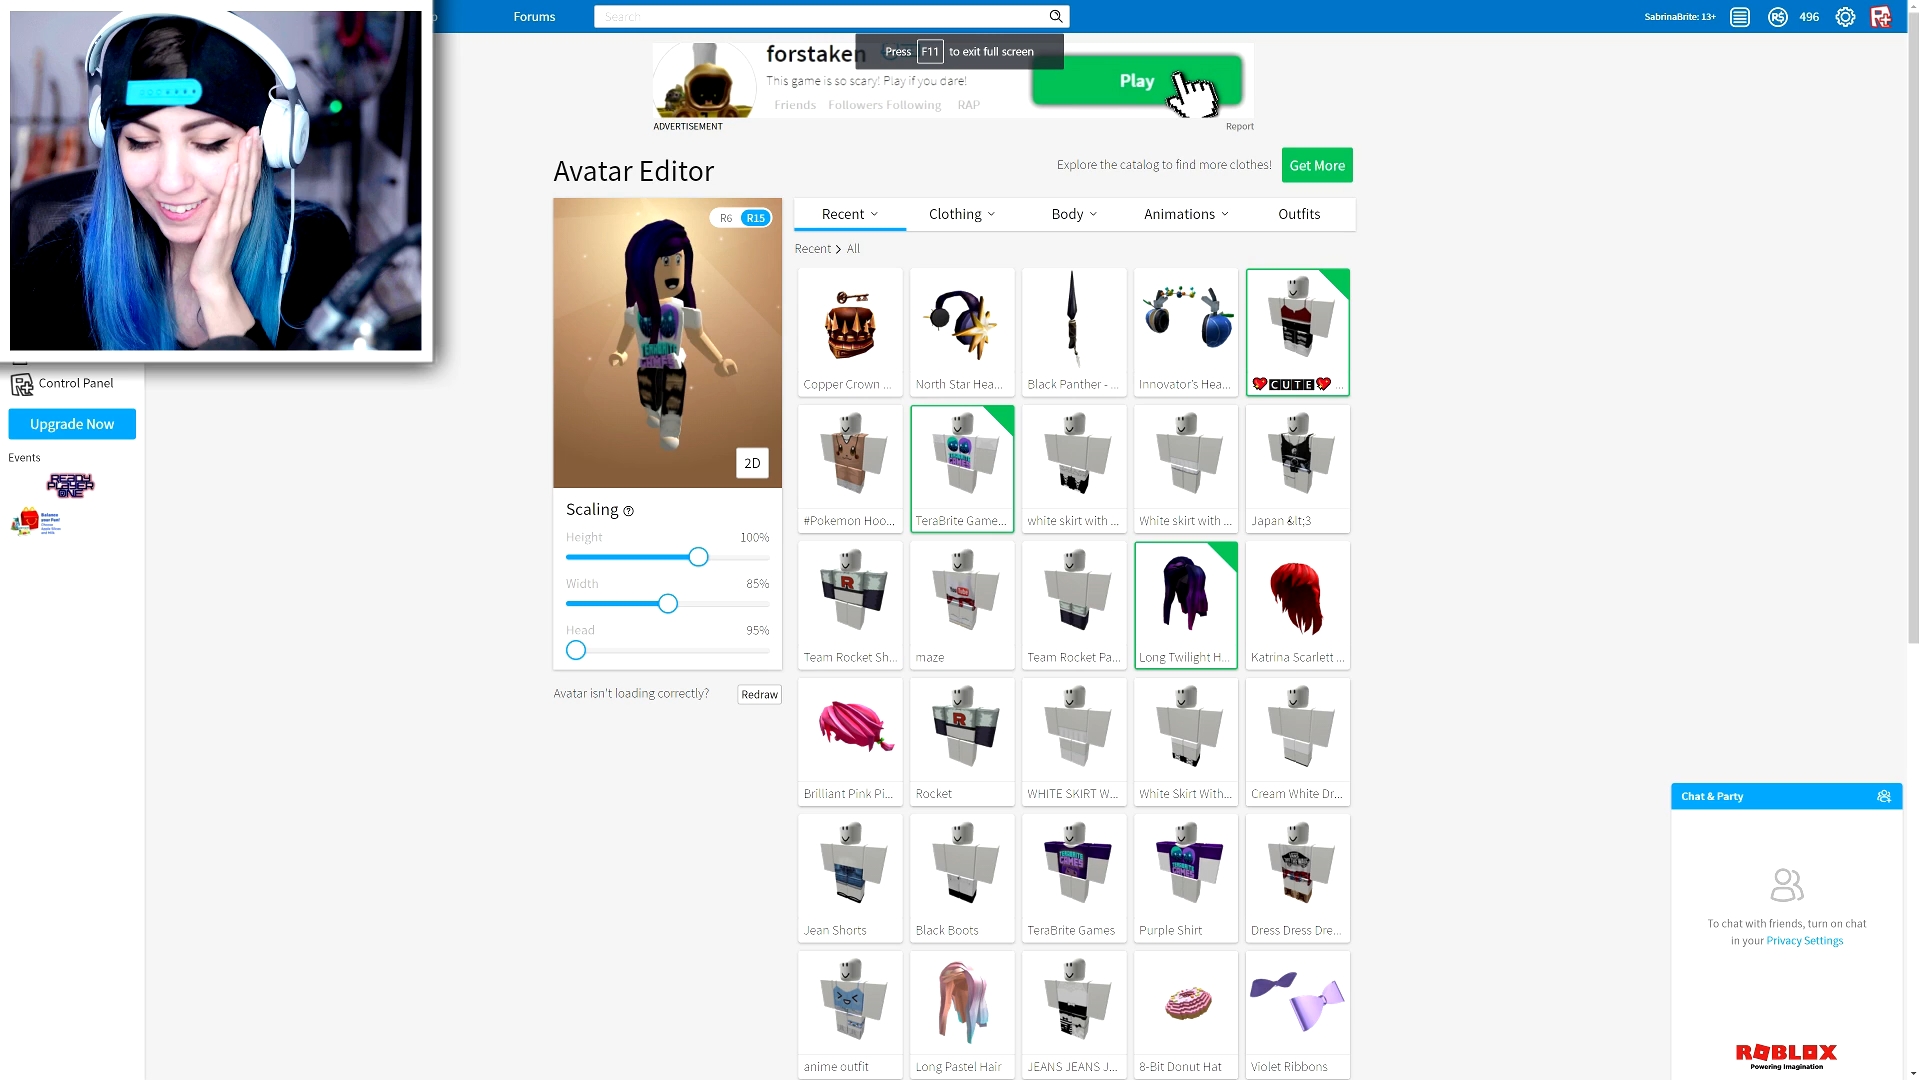 Forums
Search
SabrinaBrite: 13+
496
Press F11 to exit full screen
forstaken
This game is so scary! Play if you dare!
Friends Followers Following RAP
Play
ADVERTISEMENT
Report
Avatar Editor
Explore the catalog to find more clothes!
Get More
R6 R15
2D
Recent
Clothing
Body
Animations
Outfits
Recent > All
Control Panel
Upgrade Now
Events
READY
PLAYER
ONE
Scaling
Height 100%
Width 85%
Head 95%
Avatar isn't loading correctly?
Redraw
Copper Crown ...
North Star Hea...
Black Panther - ...
Innovator's Hea...
❤CUTE❤ ...
#Pokemon Hoo...
TeraBrite Game...
white skirt with ...
White skirt with ...
Japan &lt;3
Team Rocket Sh...
maze
Team Rocket Pa...
Long Twilight H...
Katrina Scarlett ...
Brilliant Pink Pi...
Rocket
WHITE SKIRT W...
White Skirt With...
Cream White Dr...
Jean Shorts
Black Boots
TeraBrite Games
Purple Shirt
Dress Dress Dre...
anime outfit
Long Pastel Hair
JEANS JEANS J...
8-Bit Donut Hat
Violet Ribbons
Chat & Party
To chat with friends, turn on chat
in your Privacy Settings
ROBLOX
Powering Imagination